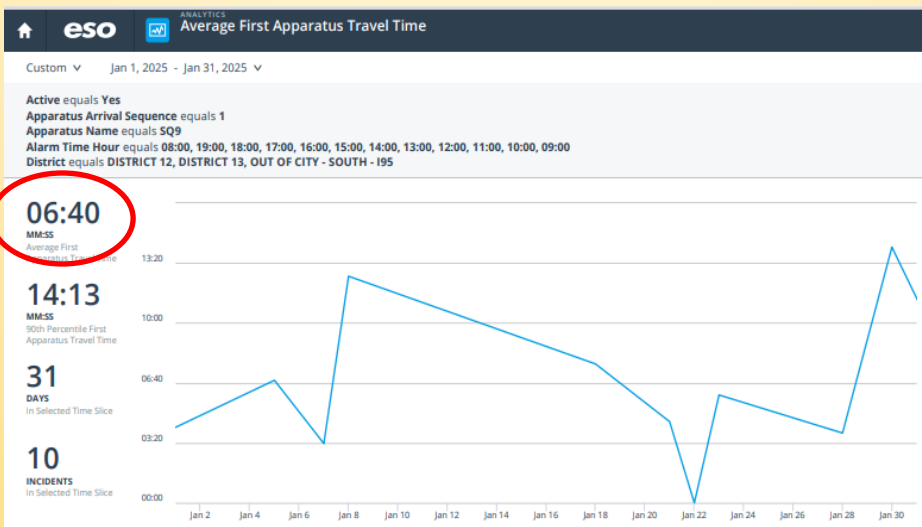 eso
ANALYTICS
Average First Apparatus Travel Time
Custom Jan 1, 2025 - Jan 31, 2025
Active equals Yes
Apparatus Arrival Sequence equals 1
Apparatus Name equals SQ9
Alarm Time Hour equals 08:00, 19:00, 18:00, 17:00, 16:00, 15:00, 14:00, 13:00, 12:00, 11:00, 10:00, 09:00
District equals DISTRICT 12, DISTRICT 13, OUT OF CITY - SOUTH - I95
06:40
MM:SS
Average First
Apparatus Travel Time
14:13
MM:SS
90th Percentile First
Apparatus Travel Time
31
DAYS
In Selected Time Slice
10
INCIDENTS
In Selected Time Slice
13:20
10:00
06:40
03:20
00:00
Jan 2 Jan 4 Jan 6 Jan 8 Jan 10 Jan 12 Jan 14 Jan 16 Jan 18 Jan 20 Jan 22 Jan 24 Jan 26 Jan 28 Jan 30